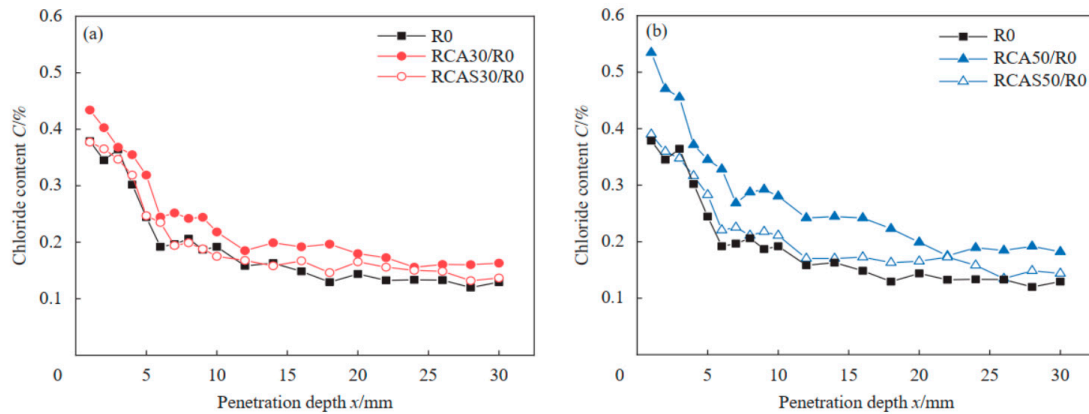 (a)
R0
RCA30/R0
RCAS30/R0
0.6
0.5
0.4
0.3
0.2
0.1
0
5
10
15
20
25
30
Chloride content C/%
Penetration depth x/mm
(b)
R0
RCA50/R0
RCAS50/R0
0.6
0.5
0.4
0.3
0.2
0.1
0
5
10
15
20
25
30
Chloride content C/%
Penetration depth x/mm